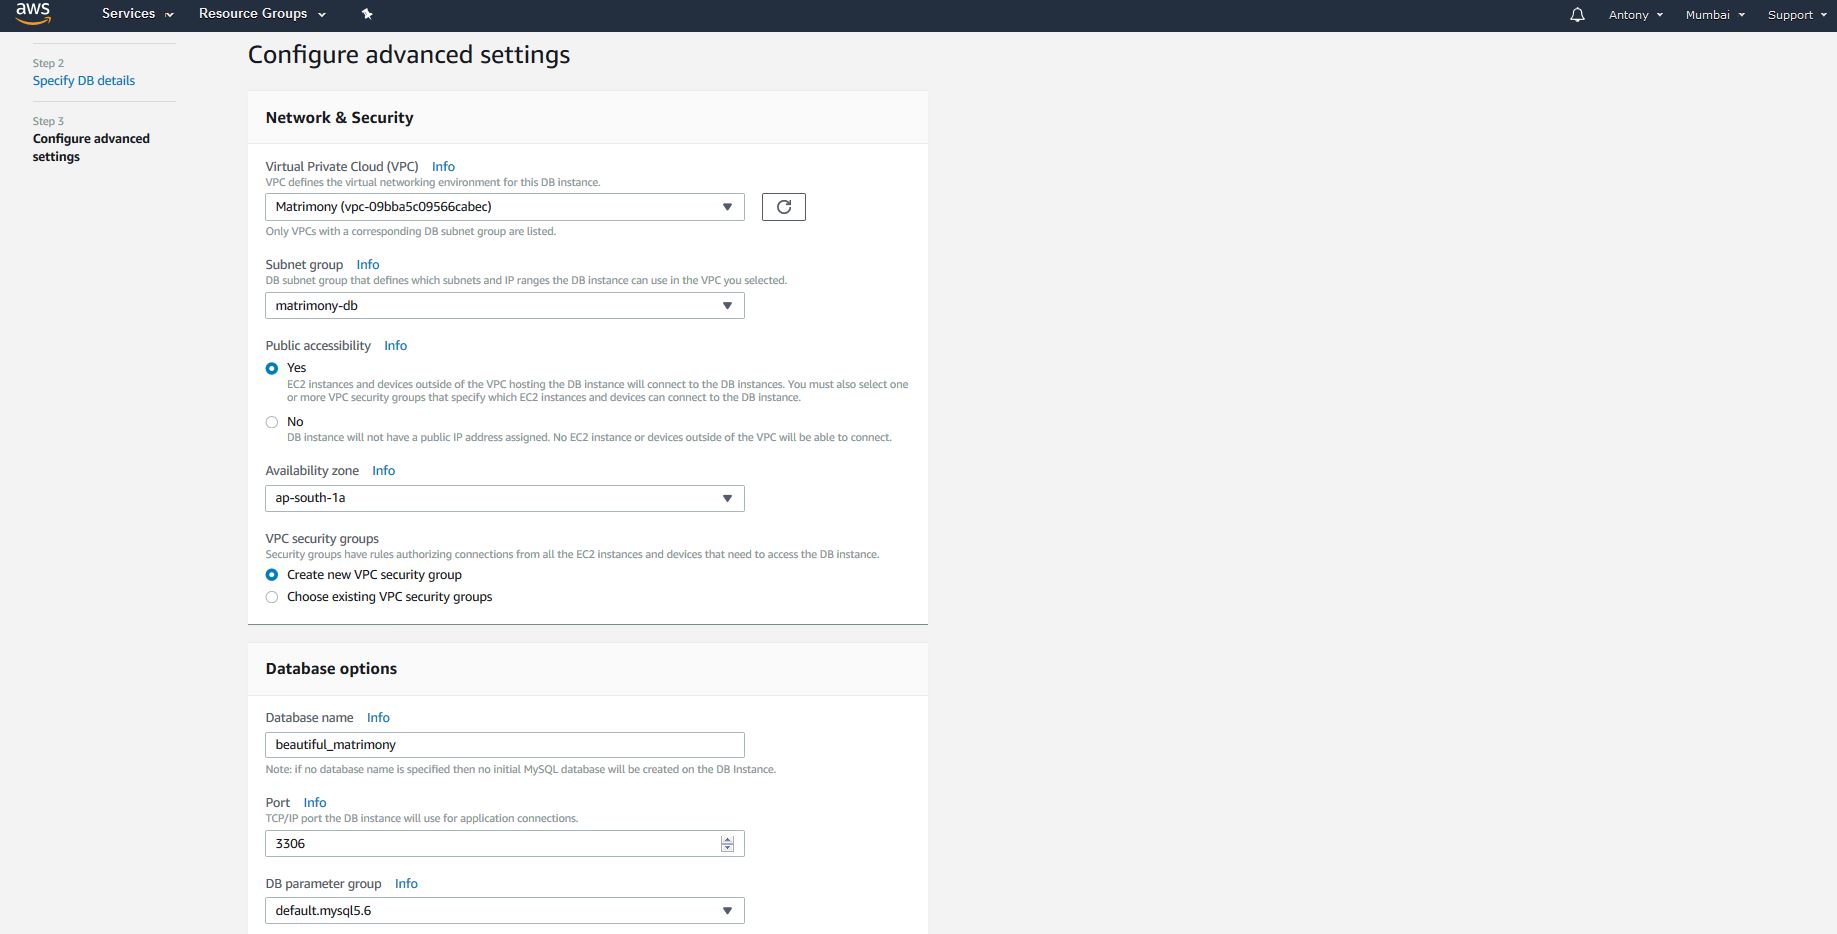 aws Services Resource Groups Antony Mumbai Support
Step 2
Specify DB details
Step 3
Configure advanced
settings
Configure advanced settings
Network & Security
Virtual Private Cloud (VPC) Info
VPC defines the virtual networking environment for this DB instance.
Matrimony (vpc-09bba5c09566cabec)
Only VPCs with a corresponding DB subnet group are listed.
Subnet group Info
DB subnet group that defines which subnets and IP ranges the DB instance can use in the VPC you selected.
matrimony-db
Public accessibility Info
Yes
EC2 instances and devices outside of the VPC hosting the DB instance will connect to the DB instances. You must also select one
or more VPC security groups that specify which EC2 instances and devices can connect to the DB instance.
No
DB instance will not have a public IP address assigned. No EC2 instance or devices outside of the VPC will be able to connect.
Availability zone Info
ap-south-1a
VPC security groups
Security groups have rules authorizing connections from all the EC2 instances and devices that need to access the DB instance.
Create new VPC security group
Choose existing VPC security groups
Database options
Database name Info
beautiful_matrimony
Note: if no database name is specified then no initial MySQL database will be created on the DB Instance.
Port Info
TCP/IP port the DB instance will use for application connections.
3306
DB parameter group Info
default.mysql5.6